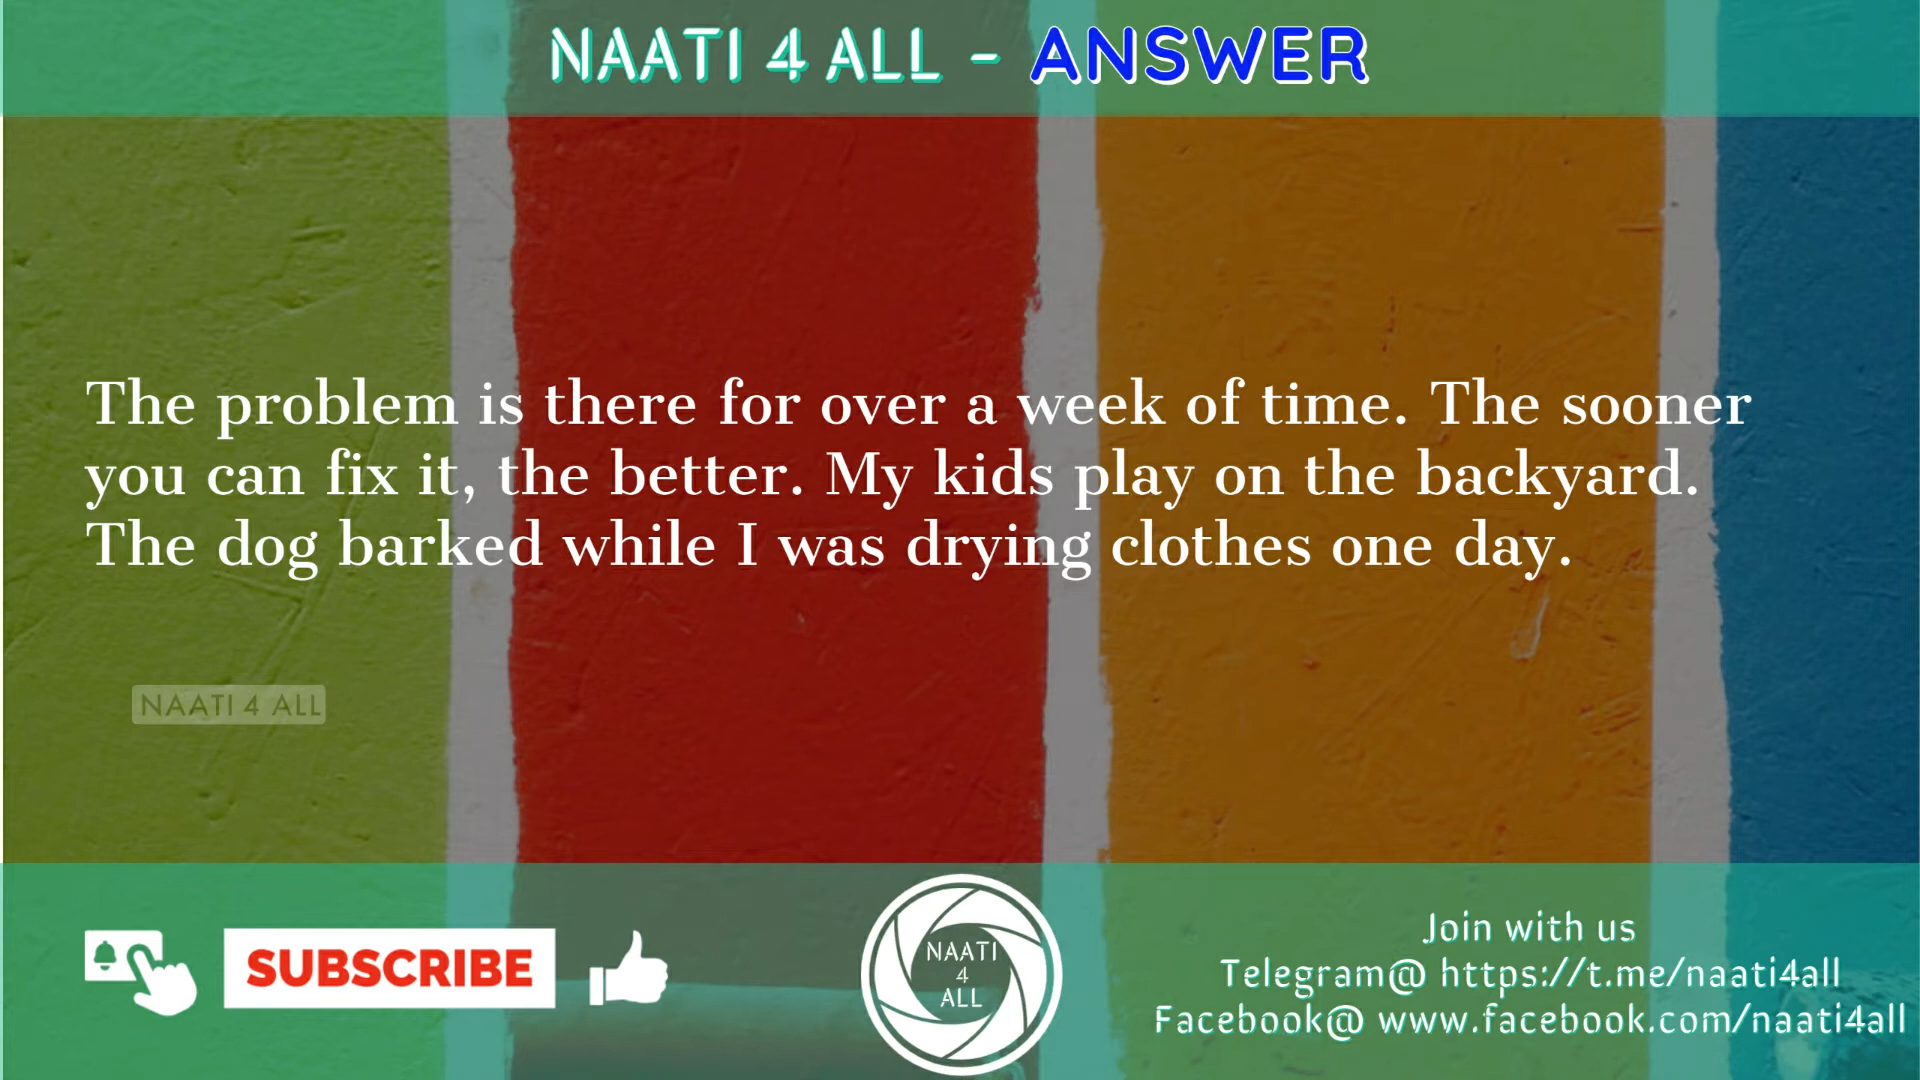 NAATI 4 ALL - ANSWER
The problem is there for over a week of time. The sooner
you can fix it, the better. My kids play on the backyard.
The dog barked while I was drying clothes one day.
NAATI 4 ALL
SUBSCRIBE
NAATI
4
ALL
Join with us
Telegram@ https://t.me/naati4all
Facebook@ www.facebook.com/naati4all